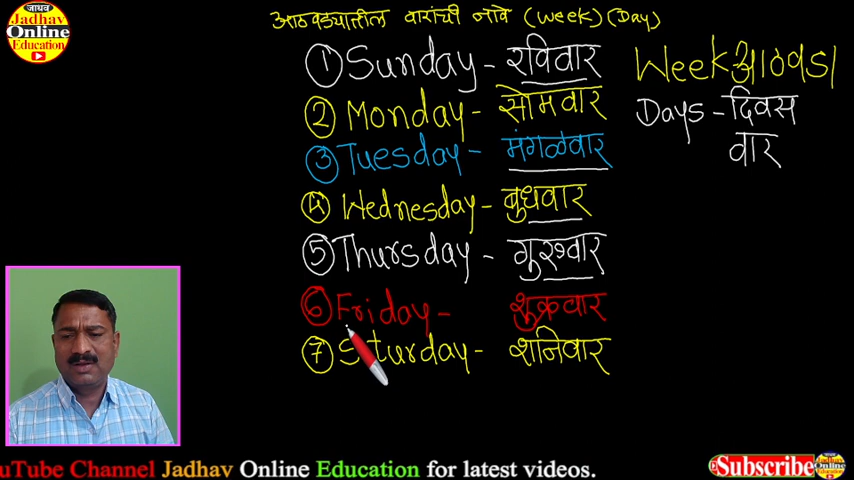 जाधव
Jadhav
Online
Education
आठवड्यातील वारांची नावे (Week) (Day)
① Sunday - रविवार
② Monday - सोमवार
③ Tuesday - मंगळवार
④ Wednesday - बुधवार
⑤ Thursday - गुरूवार
⑥ Friday - शुक्रवार
⑦ Saturday - शनिवार
Week आठवडा
Days - दिवस
वार
uTube Channel Jadhav Online Education for latest videos.
Subscribe